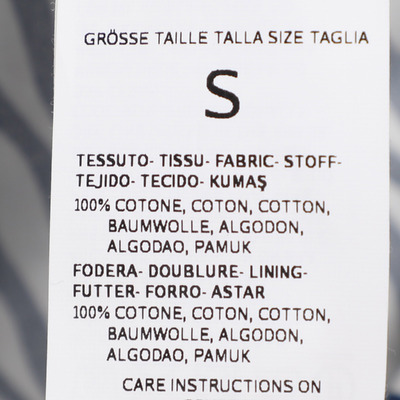 GRÖSSE TAILLE TALLA SIZE TAGLIA
S
TESSUTO- TISSU- FABRIC- STOFF-
TEJIDO- TECIDO- KUMAŞ
100% COTONE, COTON, COTTON,
BAUMWOLLE, ALGODON,
ALGODAO, PAMUK
FODERA- DOUBLURE- LINING-
FUTTER- FORRO- ASTAR
100% COTONE, COTON, COTTON,
BAUMWOLLE, ALGODON,
ALGODAO, PAMUK
CARE INSTRUCTIONS ON